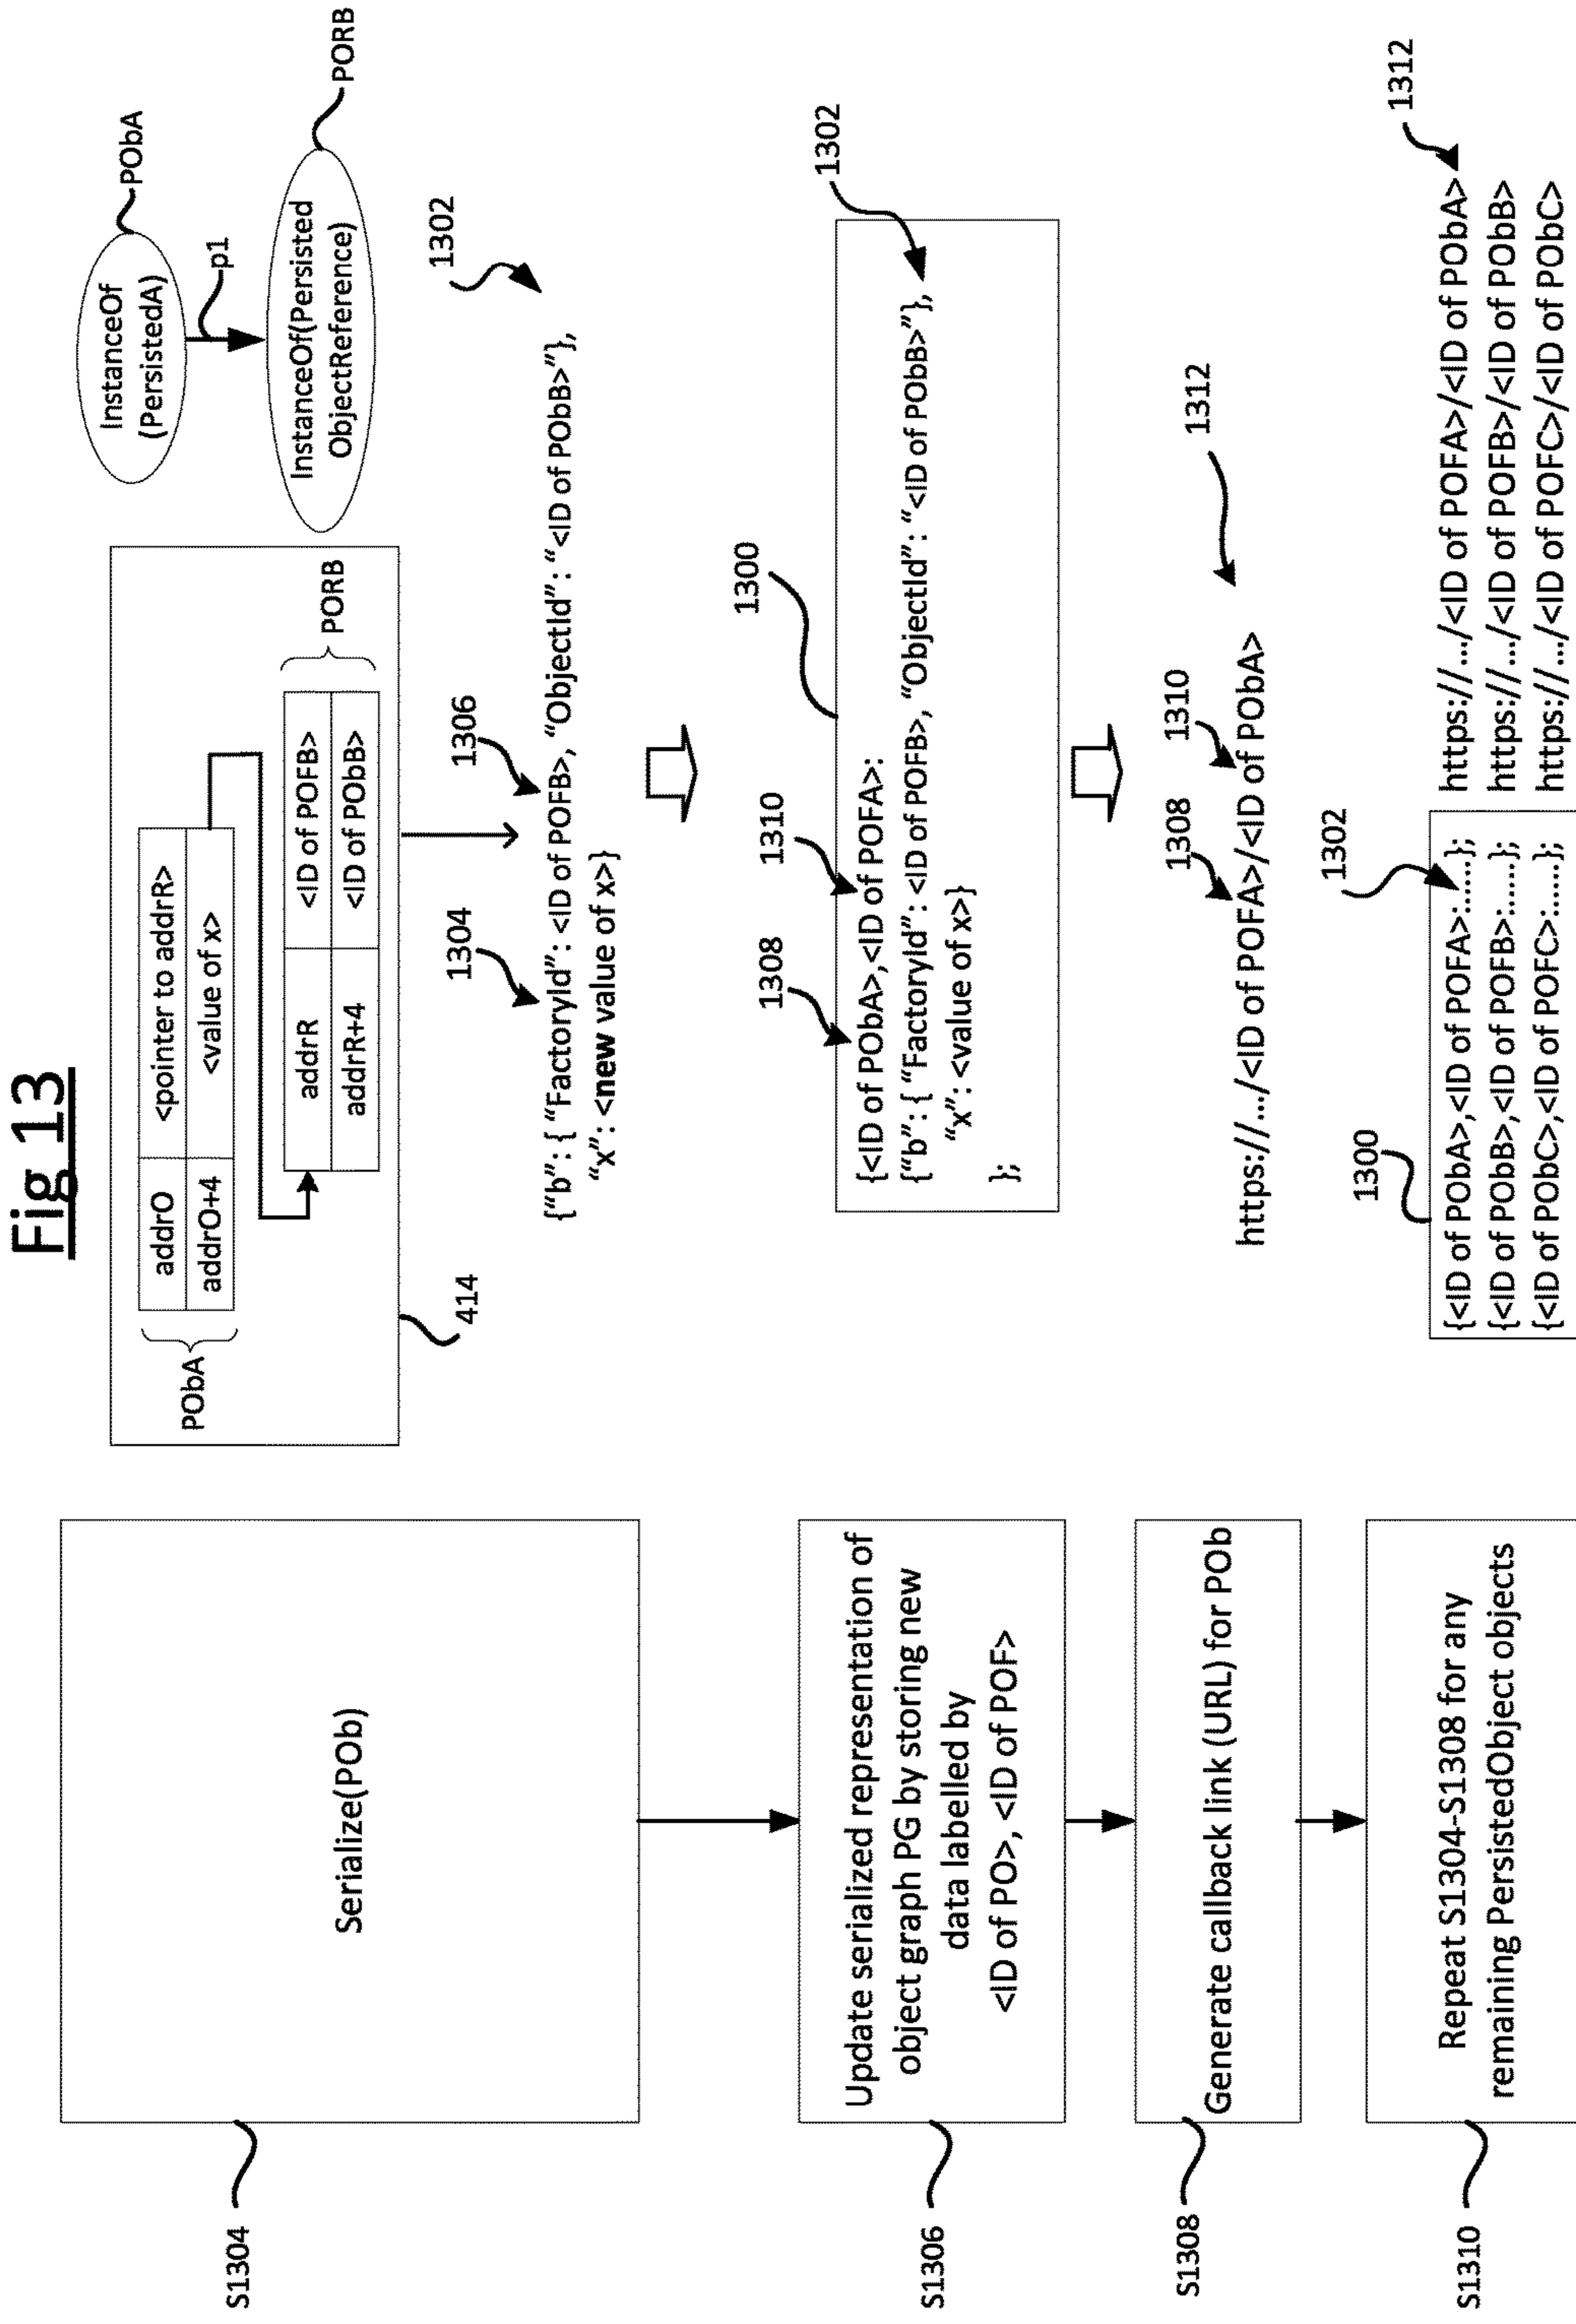 Fig 13
S1304
Serialize(POb)
PObA
addrO <pointer to addrR>
addrO+4 <value of x>
addrR <ID of POFB>
addrR+4 <ID of PObB>
PORB
414
InstanceOf
(PersistedA)
PObA
p1
InstanceOf(Persisted
ObjectReference)
PORB
1304
1306
1302
{“b”: { “FactoryId”: <ID of POFB>, “ObjectId”: “<ID of PObB>”},
“x”: <new value of x>}
S1306
Update serialized representation of
object graph PG by storing new
data labelled by
<ID of PO>, <ID of POF>
1308
1310
1300
1302
{<ID of PObA>,<ID of POFA>:
{“b”: { “FactoryId”: <ID of POFB>, “ObjectId”: “<ID of PObB>”},
“x”: <value of x>}
};
S1308
Generate callback link (URL) for POb
1308
1310
1312
https://.../<ID of POFA>/<ID of PObA>
S1310
Repeat S1304-S1308 for any
remaining PersistedObject objects
1300
1302
{<ID of PObA>,<ID of POFA>:.....};
{<ID of PObB>,<ID of POFB>:.....};
{<ID of PObC>,<ID of POFC>:.....};
1312
https://.../<ID of POFA>/<ID of PObA>
https://.../<ID of POFB>/<ID of PObB>
https://.../<ID of POFC>/<ID of PObC>